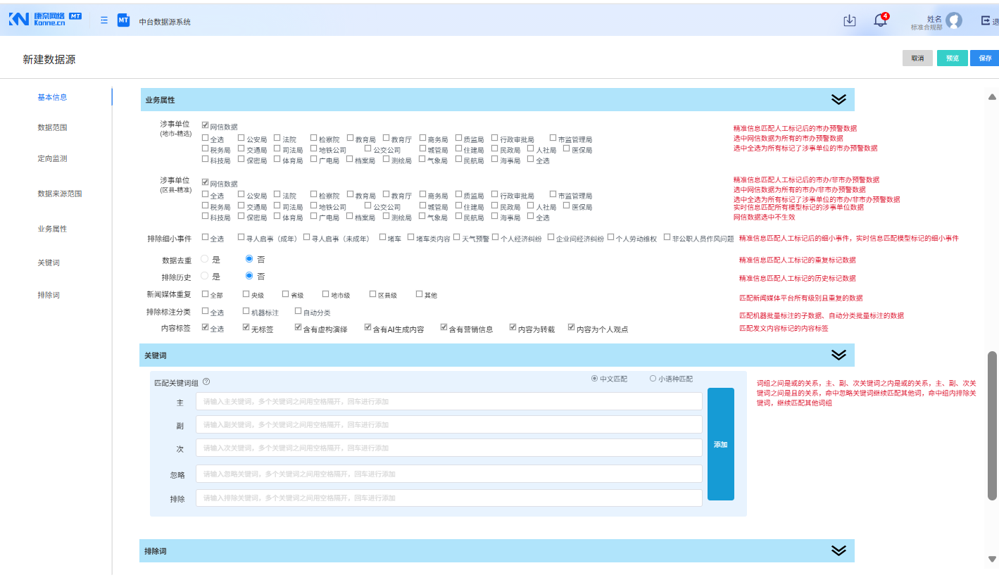 康奈网络 MT
Konne.cn
MT 中台数据源系统
4
姓名
标准合规部
退
新建数据源
取消 预览 保存
基本信息
数据范围
定向监测
数据来源范围
业务属性
关键词
排除词
业务属性
涉事单位
(地市-精选)
网信数据
全选 公安局 法院 检察院 教育局 教育厅 商务局 质监局 行政审批局 市监管理局
税务局 交通局 司法局 地铁公司 公交公司 城管局 住建局 民政局 人社局 医保局
科技局 保密局 体育局 广电局 档案局 测绘局 气象局 民航局 海事局 全选
精准信息匹配人工标记后的市办预警数据
选中网信数据为所有的市办预警数据
选中全选为所有标记了涉事单位的市办预警数据
涉事单位
(区县-精准)
网信数据
全选 公安局 法院 检察院 教育局 教育厅 商务局 质监局 行政审批局 市监管理局
税务局 交通局 司法局 地铁公司 公交公司 城管局 住建局 民政局 人社局 医保局
科技局 保密局 体育局 广电局 档案局 测绘局 气象局 民航局 海事局 全选
精准信息匹配人工标记后的市办/非市办预警数据
选中网信数据为所有的市办/非市办预警数据
选中全选为所有标记了涉事单位的市办/非市办预警数据
实时信息匹配所有模型标记的涉事单位数据
网信数据选中不生效
排除细小事件 全选 寻人启事（成年） 寻人启事（未成年） 堵车 堵车类内容 天气预警 个人经济纠纷 企业间经济纠纷 个人劳动维权 非公职人员作风问题 精准信息匹配人工标记后的细小事件，实时信息匹配模型标记的细小事件
数据去重 是 否 精准信息匹配人工标记的重复标记数据
排除历史 是 否 精准信息匹配人工标记的历史标记数据
新闻媒体重复 全部 央级 省级 地市级 区县级 其他 匹配新闻媒体平台所有级别且重复的数据
排除标注分类 全选 机器标注 自动分类 匹配机器批量标注的子数据、自动分类批量标注的数据
内容标签 全选 无标签 含有虚构演绎 含有AI生成内容 含有营销信息 内容为转载 内容为个人观点 匹配发文内容标记的内容标签
关键词
匹配关键词组 ? 中文匹配 小语种匹配
主 请输入主关键词，多个关键词之间用空格隔开，回车进行添加
副 请输入副关键词，多个关键词之间用空格隔开，回车进行添加
次 请输入次关键词，多个关键词之间用空格隔开，回车进行添加
忽略 请输入忽略关键词，多个关键词之间用空格隔开，回车进行添加
排除 请输入排除关键词，多个关键词之间用空格隔开，回车进行添加
添加
词组之间是或的关系，主、副、次关键词之内是或的关系，主、副、次关
键词之间是且的关系，命中忽略关键词继续匹配其他词，命中组内排除关
键词，继续匹配其他词组
排除词